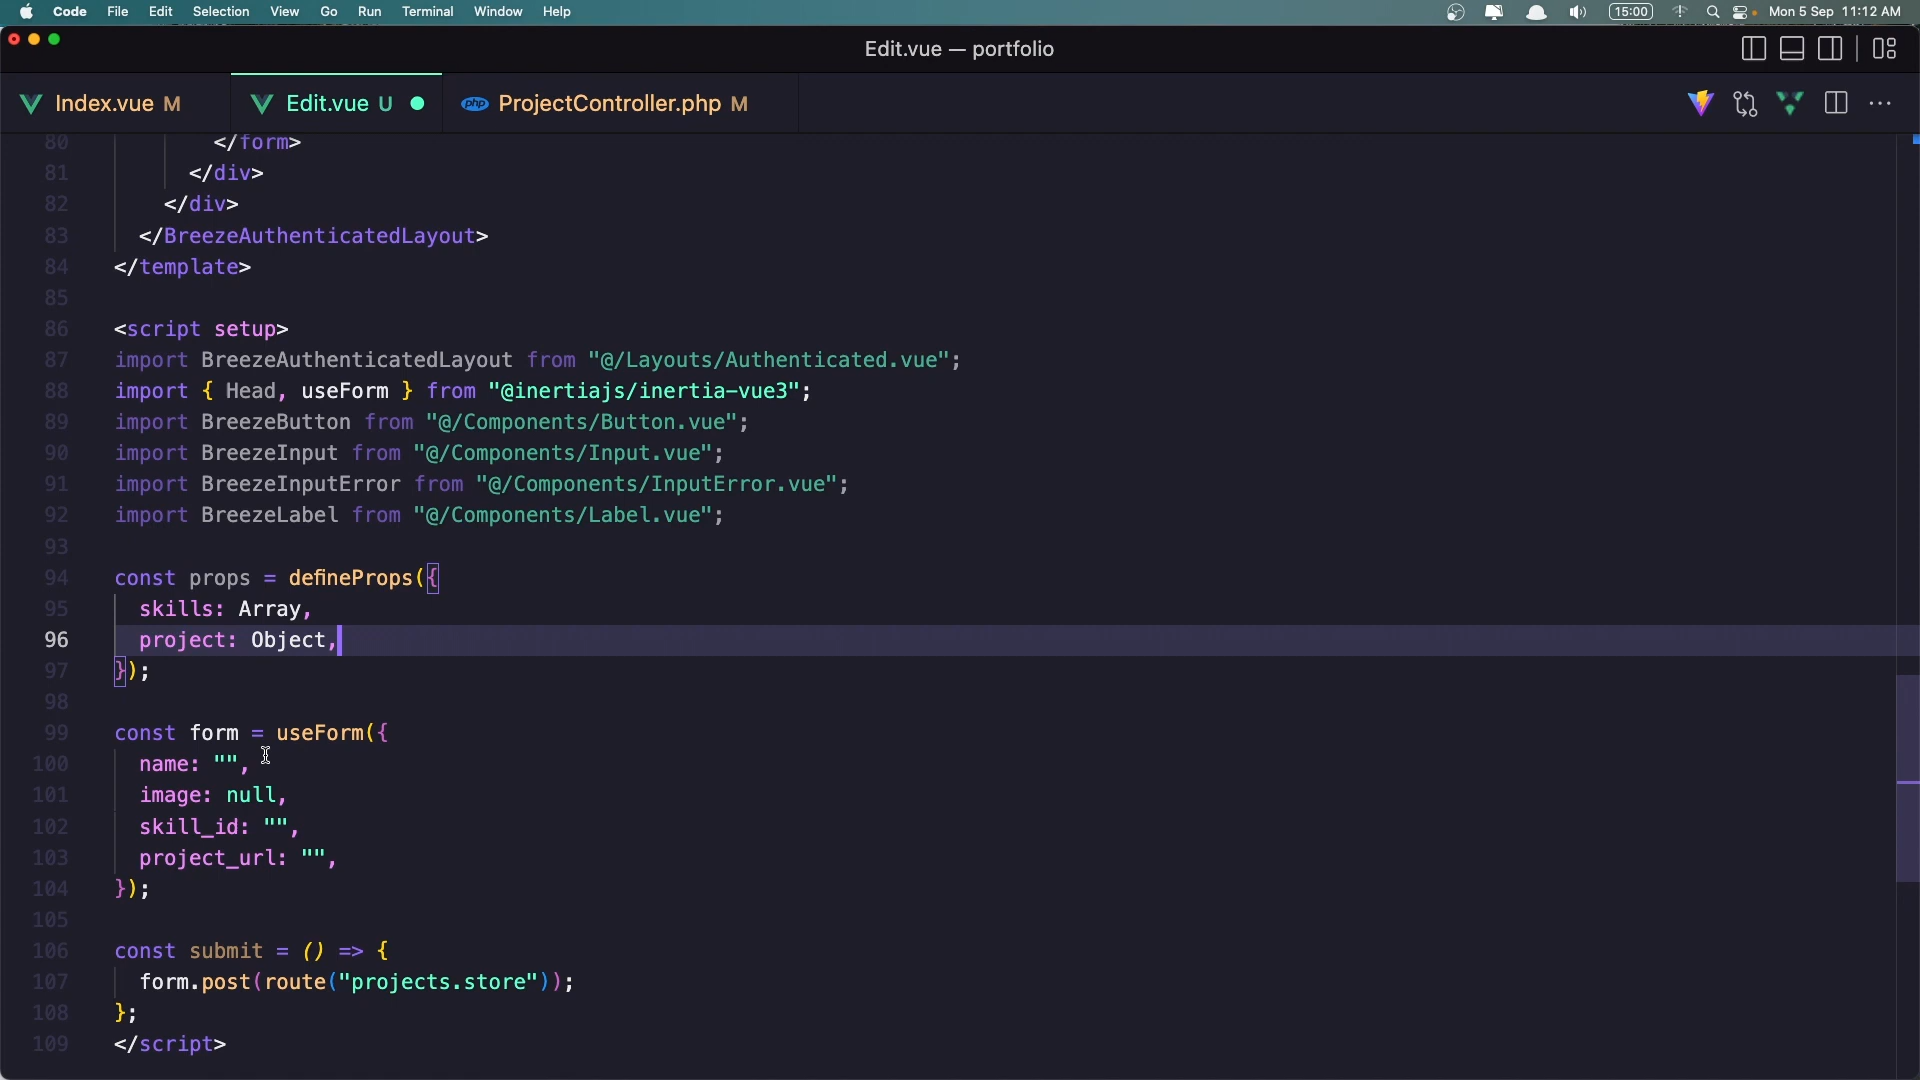 Code File Edit Selection View Go Run Terminal Window Help 15:00 Mon 5 Sep 11:12 AM
Edit.vue — portfolio
Index.vue M Edit.vue U php ProjectController.php M
80 </form>
81 </div>
82 </div>
83 </BreezeAuthenticatedLayout>
84 </template>
85
86 <script setup>
87 import BreezeAuthenticatedLayout from "@/Layouts/Authenticated.vue";
88 import { Head, useForm } from "@inertiajs/inertia-vue3";
89 import BreezeButton from "@/Components/Button.vue";
90 import BreezeInput from "@/Components/Input.vue";
91 import BreezeInputError from "@/Components/InputError.vue";
92 import BreezeLabel from "@/Components/Label.vue";
93
94 const props = defineProps({
95 skills: Array,
96 project: Object,
97 });
98
99 const form = useForm({
100 name: "",
101 image: null,
102 skill_id: "",
103 project_url: "",
104 });
105
106 const submit = () => {
107 form.post(route("projects.store"));
108 };
109 </script>